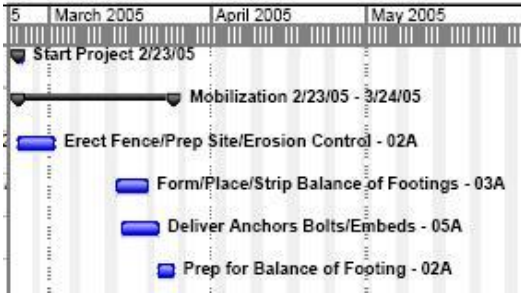 5 March 2005 April 2005 May 2005
Start Project 2/23/05
Mobilization 2/23/05 - 3/24/05
Erect Fence/Prep Site/Erosion Control - 02A
Form/Place/Strip Balance of Footings - 03A
Deliver Anchors Bolts/Embeds - 05A
Prep for Balance of Footing - 02A